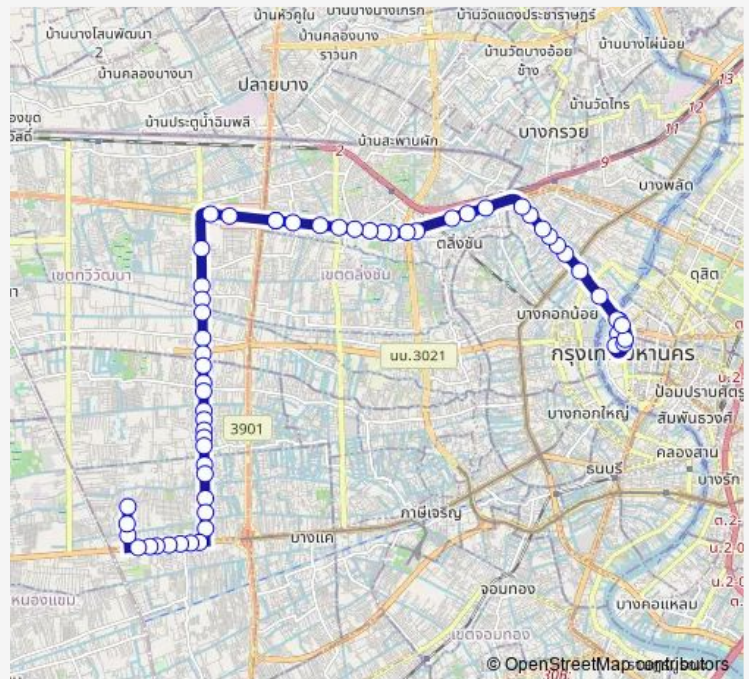 บ้านหัวคูใน
บ้านบางโสนพัฒนา
2
บ้านคลองบางนา
บ้านคลองบาง
ราวนก
บ้านวัดแดงประชาราษฎร์
บ้านวัดบางอ้อย
ช้าง
บ้านบางไผ่น้อย
ปลายบาง
13
12
บ้านวัดไทร
บ้านประตูน้ำฉิมพลี
11
บางกรวย
บ้านสะพานผัก
2
9
บางพลัด
ตลิ่งชัน
เขตทวีวัฒนา
เขตตลิ่งชัน
ดุสิต
บางกอกน้อย
นบ.3021
ป้อมปราบศัตรู
บางกอกใหญ่
สัมพันธวงศ์
3901
คลองสาน
ธนบุรี
บางรัก
ภาษีเจริญ
บางแค
จอมทอง
หนองแขม
บางคอแหลม
เขตจอมทอง
© OpenStreetMap contributors